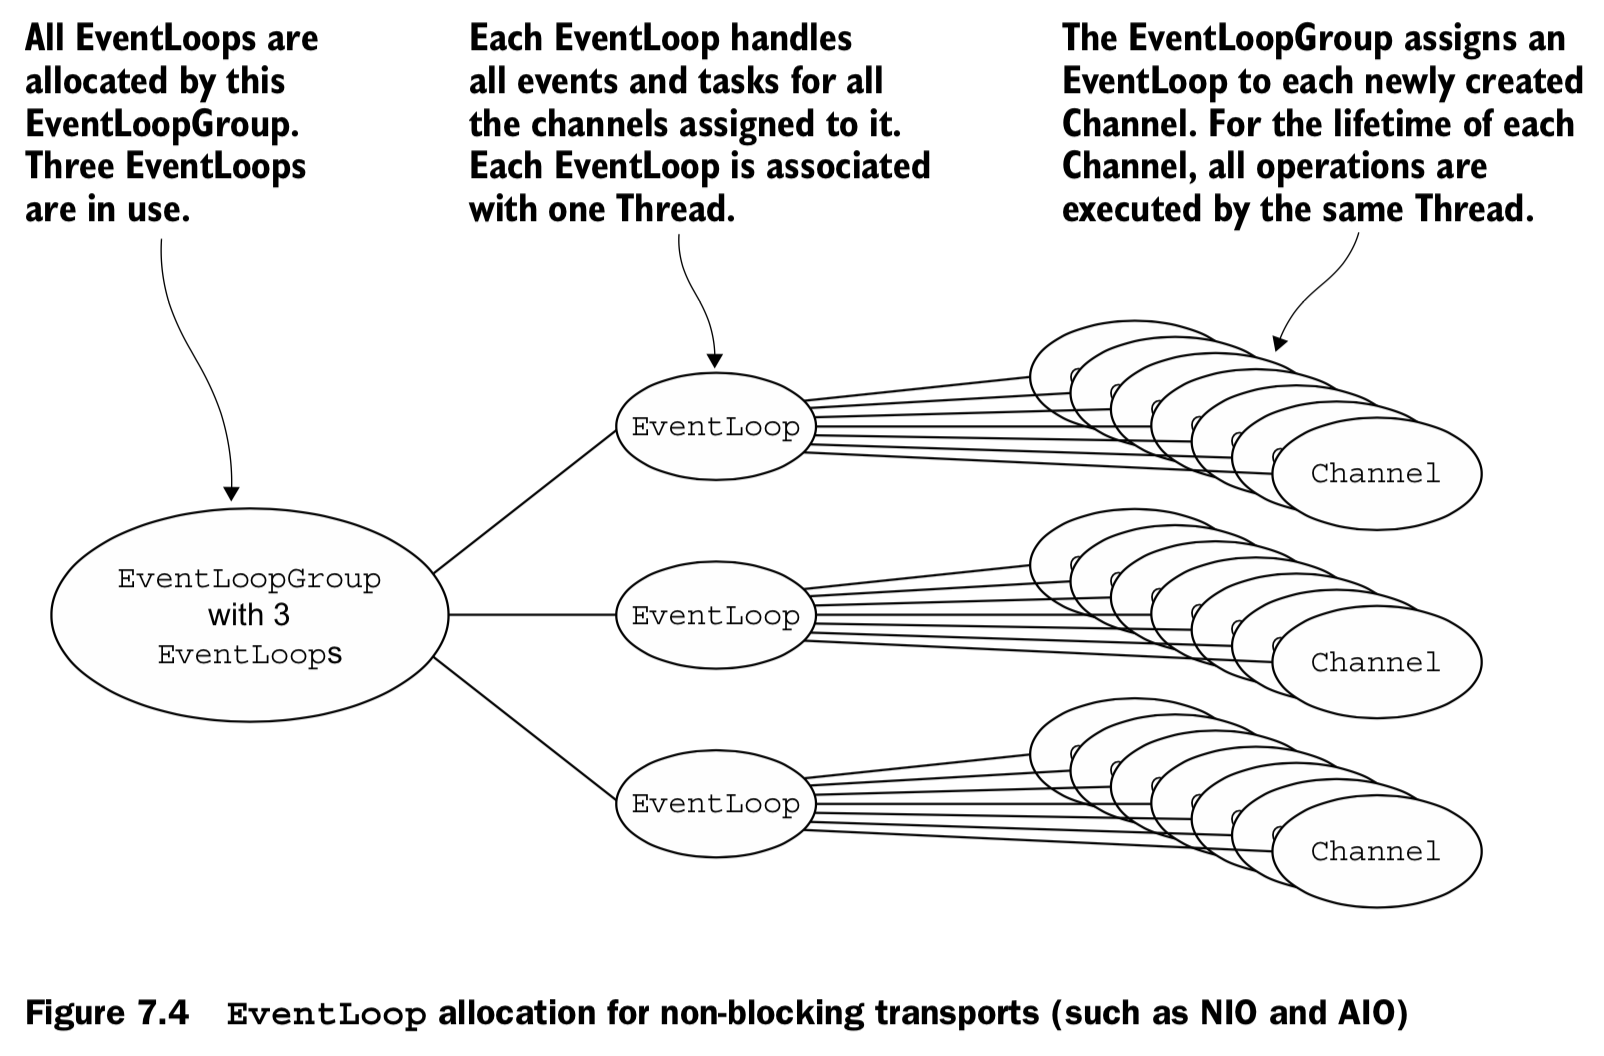 All EventLoops are
allocated by this
EventLoopGroup.
Three EventLoops
are in use.
Each EventLoop handles
all events and tasks for all
the channels assigned to it.
Each EventLoop is associated
with one Thread.
The EventLoopGroup assigns an
EventLoop to each newly created
Channel. For the lifetime of each
Channel, all operations are
executed by the same Thread.
EventLoopGroup
with 3
EventLoops
EventLoop
Channel
EventLoop
Channel
EventLoop
Channel
Figure 7.4 EventLoop allocation for non-blocking transports (such as NIO and AIO)